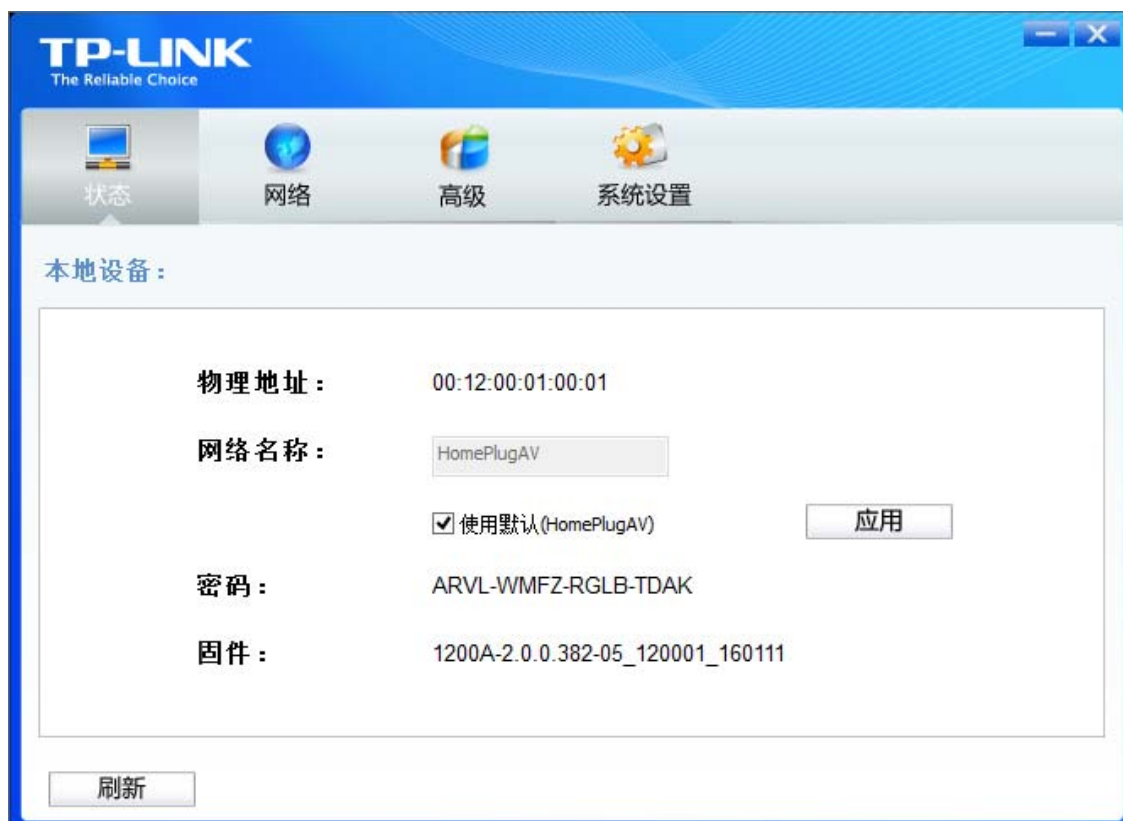 TP-LINK
The Reliable Choice
状态
网络
高级
系统设置
本地设备：
物理地址： 00:12:00:01:00:01
网络名称： HomePlugAV
使用默认(HomePlugAV) 应用
密码： ARVL-WMFZ-RGLB-TDAK
固件： 1200A-2.0.0.382-05_120001_160111
刷新